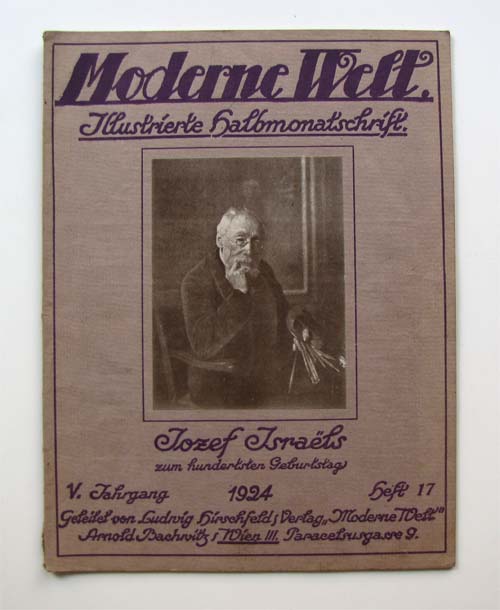 Moderne Welt.
Illustrierte Halbmonatschrift.
Jozef Israëls
zum hundertsten Geburtstag
V. Jahrgang 1924 Heft 17
Geleitet von Ludwig Hirschfeld; Verlag „Moderne Welt"
Arnold Bachwitz; Wien III. Paracelsusgasse 9.